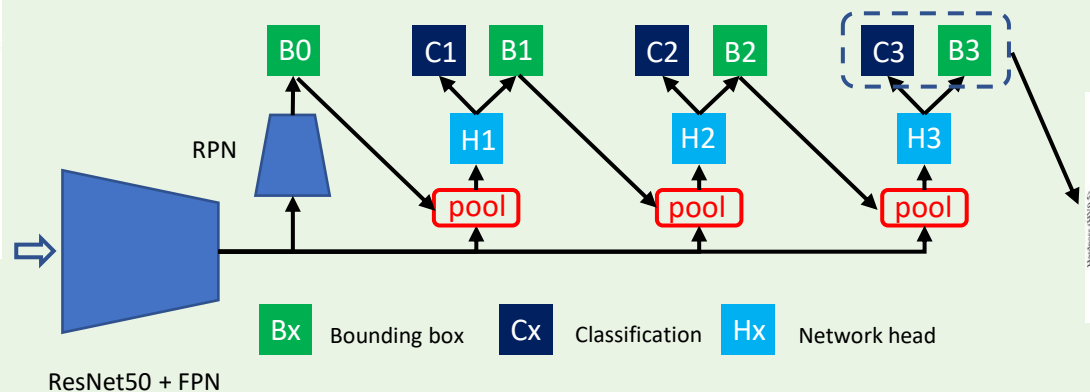 B0
C1
B1
C2
B2
C3
B3
RPN
H1
H2
H3
pool
pool
pool
Bx Bounding box
Cx Classification
Hx Network head
ResNet50 + FPN